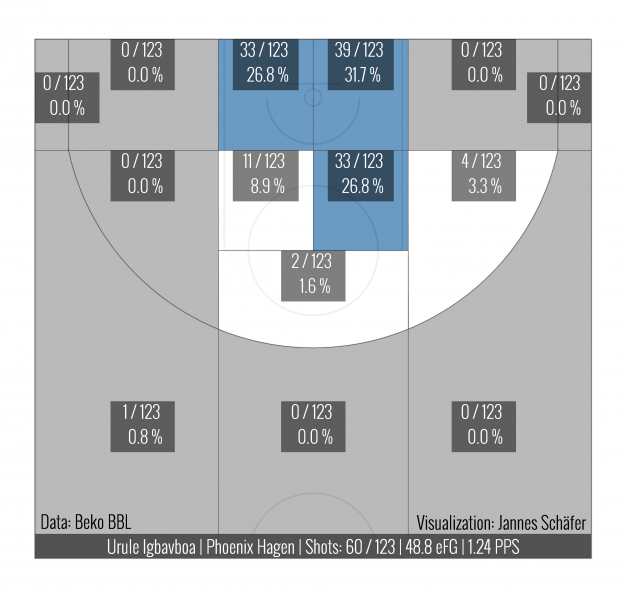 0 / 123
0.0 %
33 / 123
26.8 %
39 / 123
31.7 %
0 / 123
0.0 %
0 / 123
0.0 %
0 / 123
0.0 %
0 / 123
0.0 %
11 / 123
8.9 %
33 / 123
26.8 %
4 / 123
3.3 %
2 / 123
1.6 %
1 / 123
0.8 %
0 / 123
0.0 %
0 / 123
0.0 %
Data: Beko BBL
Visualization: Jannes Schäfer
Urule Igbavboa | Phoenix Hagen | Shots: 60 / 123 | 48.8 eFG | 1.24 PPS